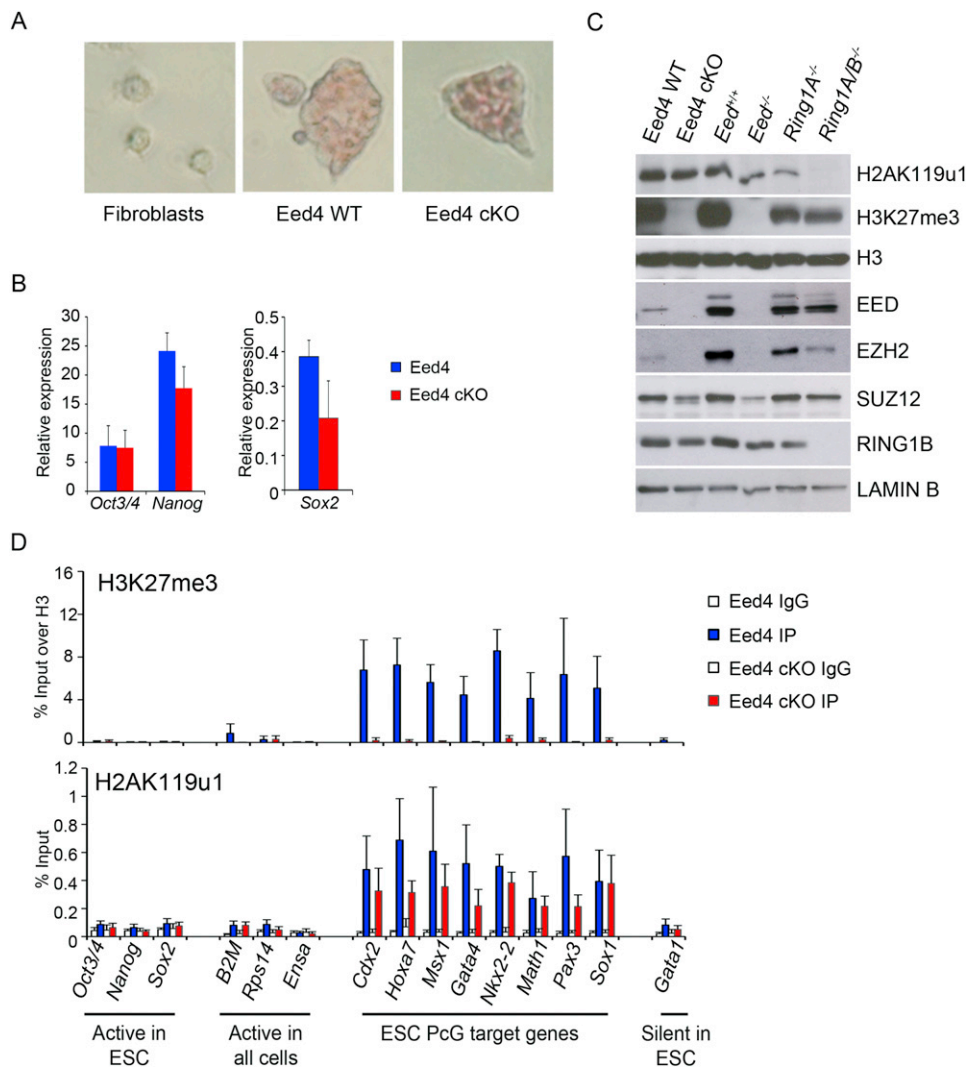 A
Fibroblasts
Eed4 WT
Eed4 cKO
B
Relative expression
30
25
20
15
10
5
0
Oct3/4
Nanog
Relative expression
0.5
0.4
0.3
0.2
0.1
0
Sox2
Eed4
Eed4 cKO
C
Eed4 WT
Eed4 cKO
Eed+/+
Eed-/-
Ring1A-/-
Ring1A/B-/-
H2AK119u1
H3K27me3
H3
EED
EZH2
SUZ12
RING1B
LAMIN B
D
H3K27me3
% Input over H3
16
12
8
4
0
Eed4 IgG
Eed4 IP
Eed4 cKO IgG
Eed4 cKO IP
H2AK119u1
% Input
1.2
1
0.8
0.6
0.4
0.2
0
Oct3/4
Nanog
Sox2
B2M
Rps14
Ensa
Cdx2
Hoxa7
Msx1
Gata4
Nkx2-2
Math1
Pax3
Sox1
Gata1
Active in
ESC
Active in
all cells
ESC PcG target genes
Silent in
ESC